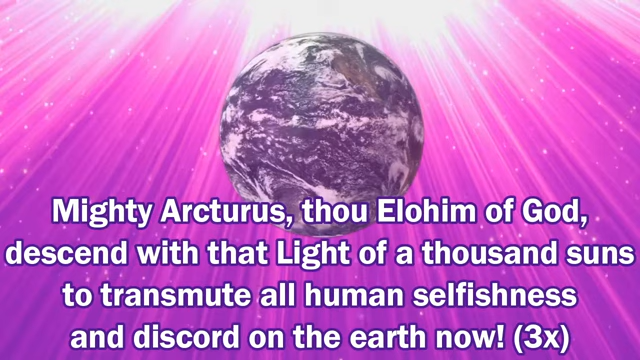 Mighty Arcturus, thou Elohim of God,
descend with that Light of a thousand suns
to transmute all human selfishness
and discord on the earth now! (3x)